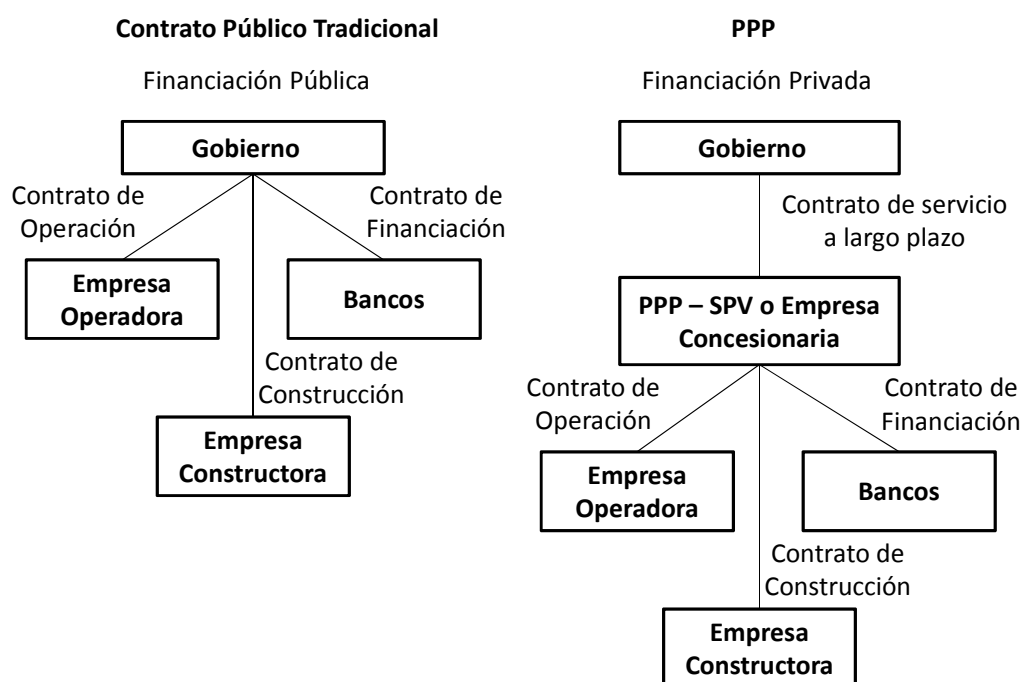 Contrato Público Tradicional
Financiación Pública
Gobierno
Contrato de
Operación
Contrato de
Financiación
Empresa
Operadora
Bancos
Contrato de
Construcción
Empresa
Constructora
PPP
Financiación Privada
Gobierno
Contrato de servicio
a largo plazo
PPP – SPV o Empresa
Concesionaria
Contrato de
Operación
Contrato de
Financiación
Empresa
Operadora
Bancos
Contrato de
Construcción
Empresa
Constructora